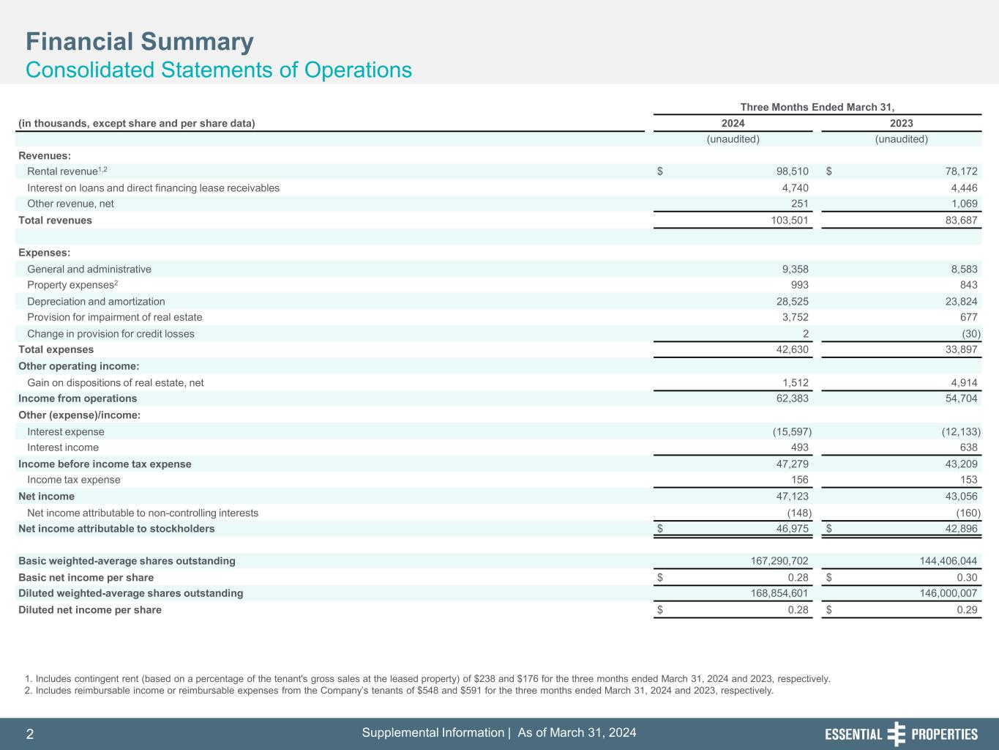 Financial Summary
Consolidated Statements of Operations
Three Months Ended March 31,
(in thousands, except share and per share data) 2024 2023
(unaudited) (unaudited)
Revenues:
Rental revenue1,2 $ 98,510 $ 78,172
Interest on loans and direct financing lease receivables 4,740 4,446
Other revenue, net 251 1,069
Total revenues 103,501 83,687
Expenses:
General and administrative 9,358 8,583
Property expenses2 993 843
Depreciation and amortization 28,525 23,824
Provision for impairment of real estate 3,752 677
Change in provision for credit losses 2 (30)
Total expenses 42,630 33,897
Other operating income:
Gain on dispositions of real estate, net 1,512 4,914
Income from operations 62,383 54,704
Other (expense)/income:
Interest expense (15,597) (12,133)
Interest income 493 638
Income before income tax expense 47,279 43,209
Income tax expense 156 153
Net income 47,123 43,056
Net income attributable to non-controlling interests (148) (160)
Net income attributable to stockholders $ 46,975 $ 42,896
Basic weighted-average shares outstanding 167,290,702 144,406,044
Basic net income per share $ 0.28 $ 0.30
Diluted weighted-average shares outstanding 168,854,601 146,000,007
Diluted net income per share $ 0.28 $ 0.29
1. Includes contingent rent (based on a percentage of the tenant's gross sales at the leased property) of $238 and $176 for the three months ended March 31, 2024 and 2023, respectively.
2. Includes reimbursable income or reimbursable expenses from the Company's tenants of $548 and $591 for the three months ended March 31, 2024 and 2023, respectively.
2 Supplemental Information | As of March 31, 2024 ESSENTIAL PROPERTIES